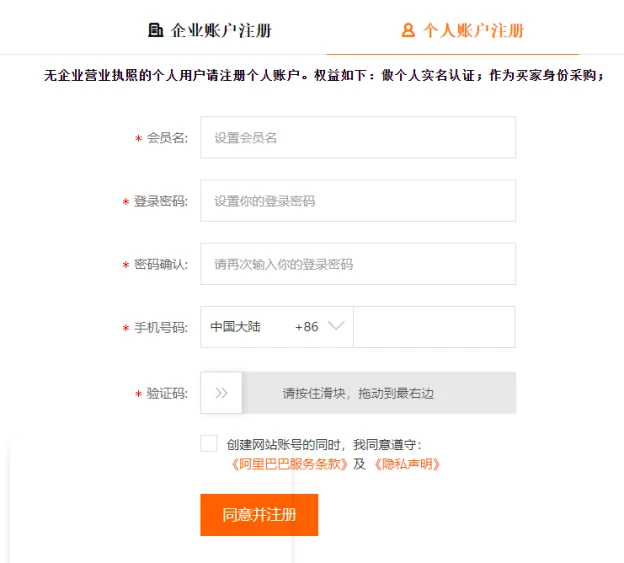 企业账户注册 个人账户注册
无企业营业执照的个人用户请注册个人账户。权益如下：做个人实名认证；作为买家身份采购；
* 会员名: 设置会员名
* 登录密码: 设置你的登录密码
* 密码确认: 请再次输入你的登录密码
* 手机号码: 中国大陆 +86
* 验证码: 请按住滑块，拖动到最右边
创建网站账号的同时，我同意遵守：
《阿里巴巴服务条款》及 《隐私声明》
同意并注册